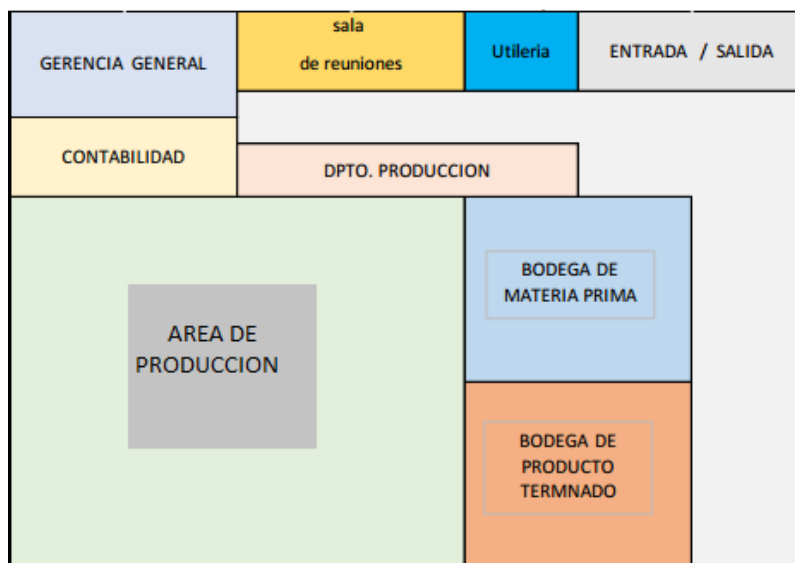 GERENCIA GENERAL
sala
de reuniones
Utileria
ENTRADA / SALIDA
CONTABILIDAD
DPTO. PRODUCCION
AREA DE
PRODUCCION
BODEGA DE
MATERIA PRIMA
BODEGA DE
PRODUCTO
TERMNADO